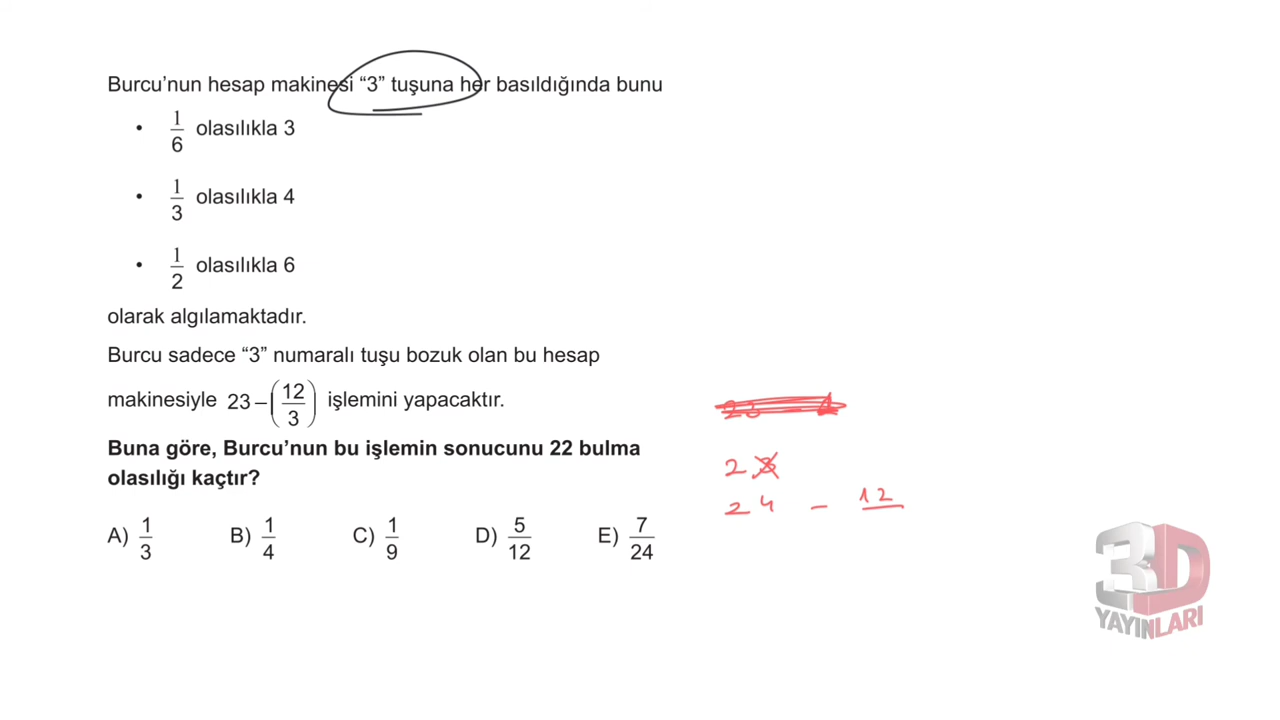 Burcu’nun hesap makinesi “3” tuşuna her basıldığında bunu
• 1/6 olasılıkla 3
• 1/3 olasılıkla 4
• 1/2 olasılıkla 6
olarak algılamaktadır.
Burcu sadece “3” numaralı tuşu bozuk olan bu hesap
makinesiyle 23 – (12/3) işlemini yapacaktır.
Buna göre, Burcu’nun bu işlemin sonucunu 22 bulma
olasılığı kaçtır?
A) 1/3 B) 1/4 C) 1/9 D) 5/12 E) 7/24
23
24 – 12
3D
YAYINLARI